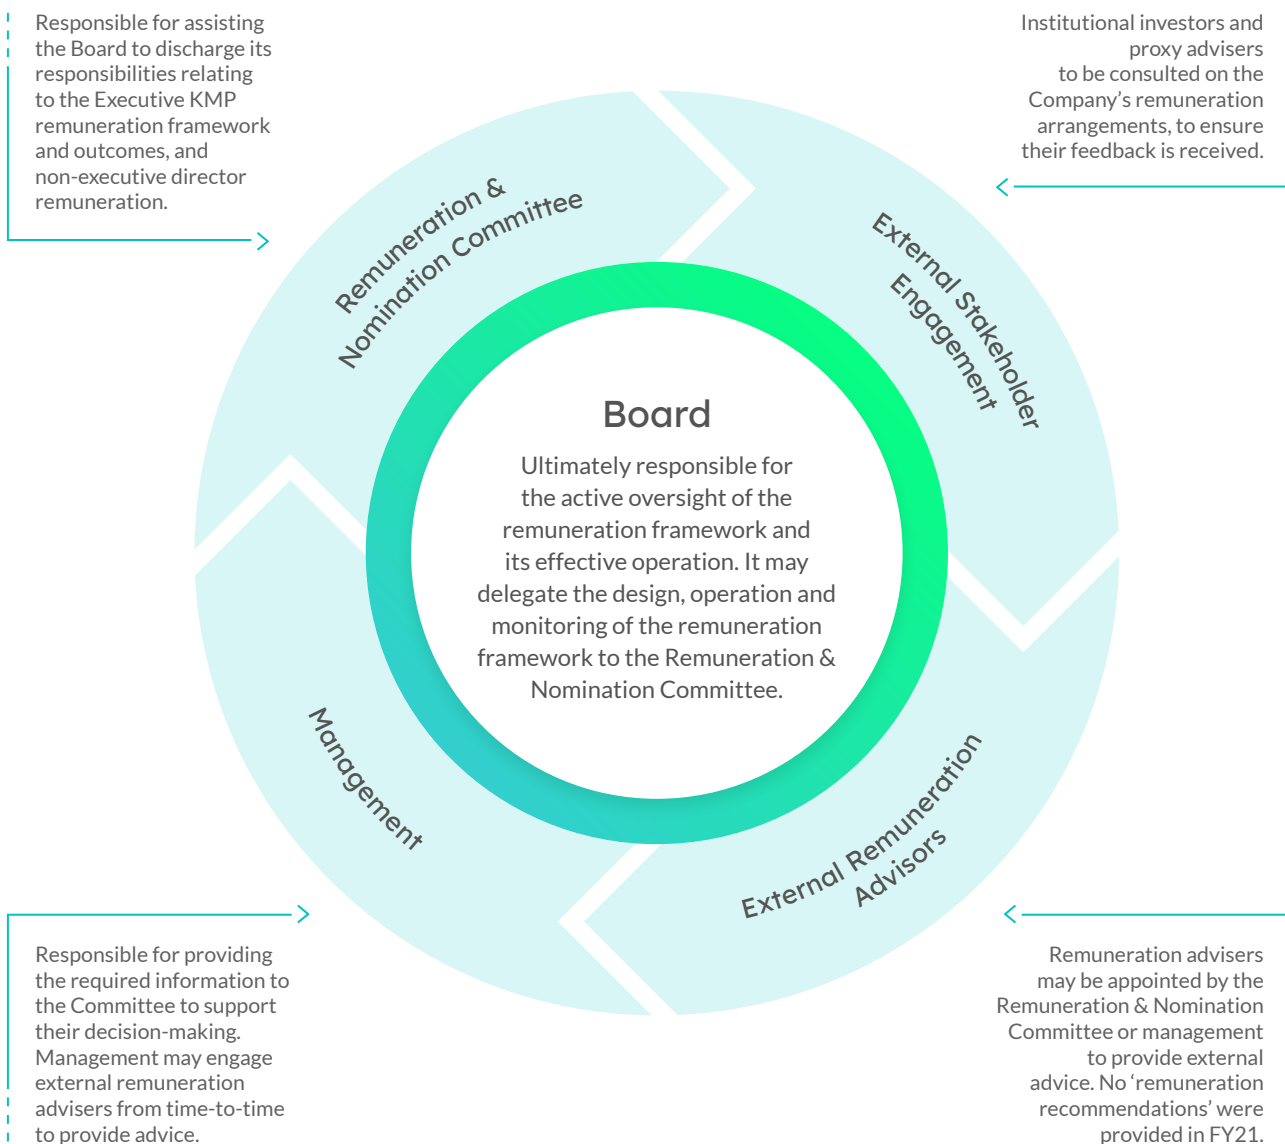 Responsible for assisting
the Board to discharge its
responsibilities relating
to the Executive KMP
remuneration framework
and outcomes, and
non-executive director
remuneration.
Institutional investors and
proxy advisers
to be consulted on the
Company’s remuneration
arrangements, to ensure
their feedback is received.
Remuneration &
Nomination Committee
External Stakeholder
Engagement
Board
Ultimately responsible for
the active oversight of the
remuneration framework and
its effective operation. It may
delegate the design, operation and
monitoring of the remuneration
framework to the Remuneration &
Nomination Committee.
Management
External Remuneration
Advisors
Responsible for providing
the required information to
the Committee to support
their decision-making.
Management may engage
external remuneration
advisers from time-to-time
to provide advice.
Remuneration advisers
may be appointed by the
Remuneration & Nomination
Committee or management
to provide external
advice. No ‘remuneration
recommendations’ were
provided in FY21.